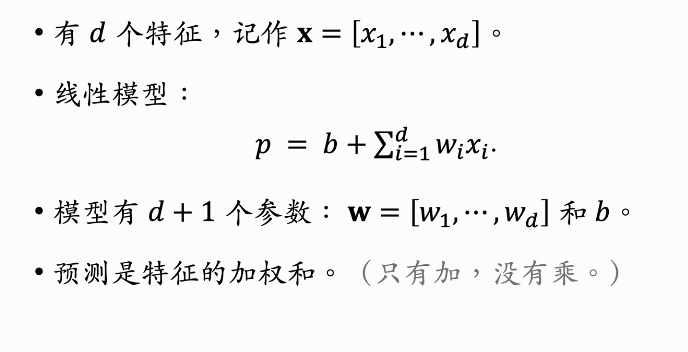 • 有 d 个特征，记作 x = [x₁, ⋯, x_d]。
• 线性模型：
p = b + ∑ᵢ₌₁ᵈ wᵢxᵢ.
• 模型有 d + 1 个参数： w = [w₁, ⋯, w_d] 和 b。
• 预测是特征的加权和。（只有加，没有乘。）